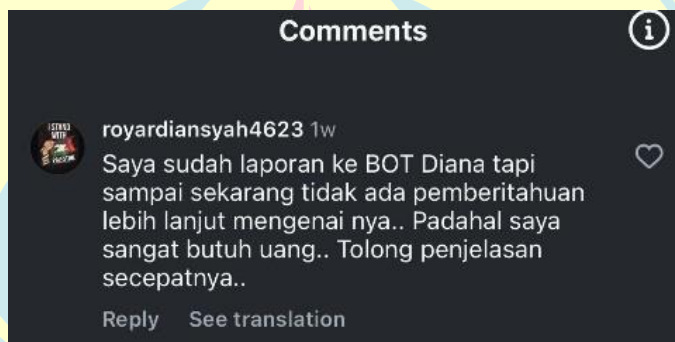 Comments
royardiansyah4623 1w
Saya sudah laporan ke BOT Diana tapi
sampai sekarang tidak ada pemberitahuan
lebih lanjut mengenai nya.. Padahal saya
sangat butuh uang.. Tolong penjelasan
secepatnya..
Reply See translation